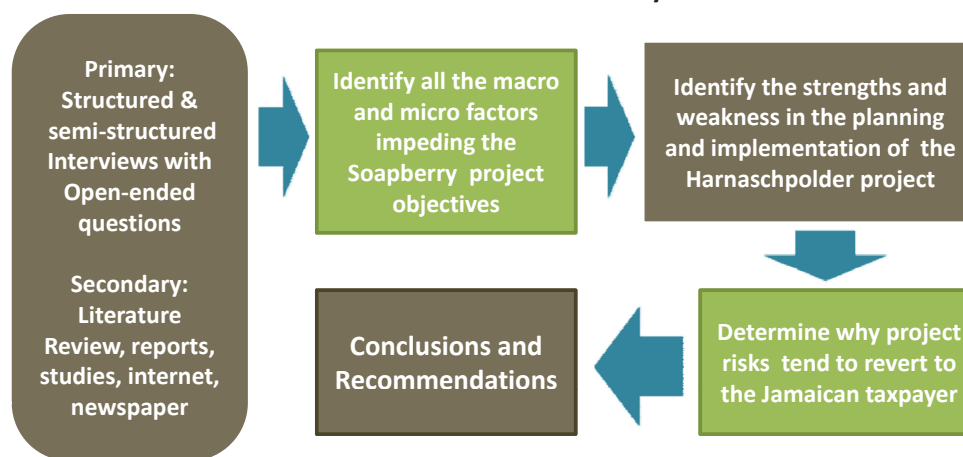 Primary:
Structured &
semi-structured
Interviews with
Open-ended
questions
Secondary:
Literature
Review, reports,
studies, internet,
newspaper
Identify all the macro
and micro factors
impeding the
Soapberry project
objectives
Identify the strengths and
weakness in the planning
and implementation of the
Harnaschpolder project
Determine why project
risks tend to revert to
the Jamaican taxpayer
Conclusions and
Recommendations